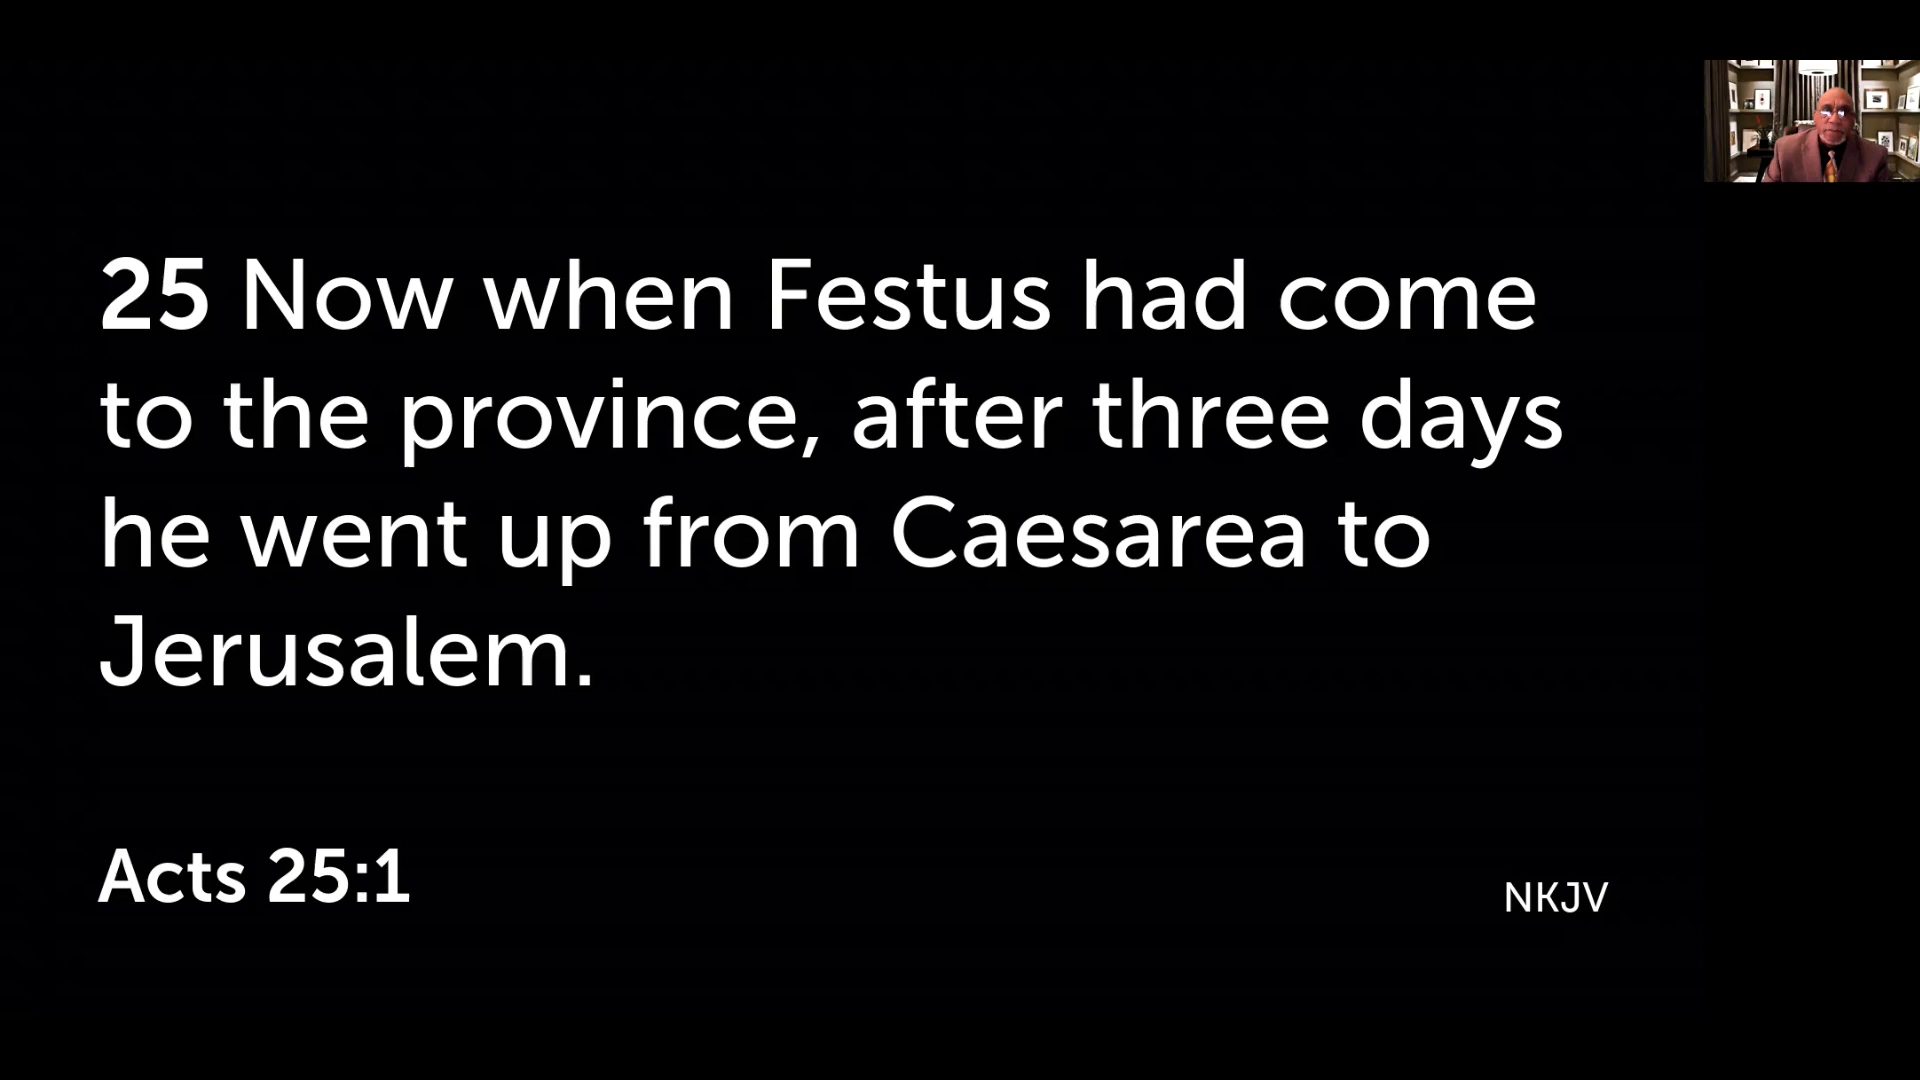 25 Now when Festus had come
to the province, after three days
he went up from Caesarea to
Jerusalem.
Acts 25:1
NKJV